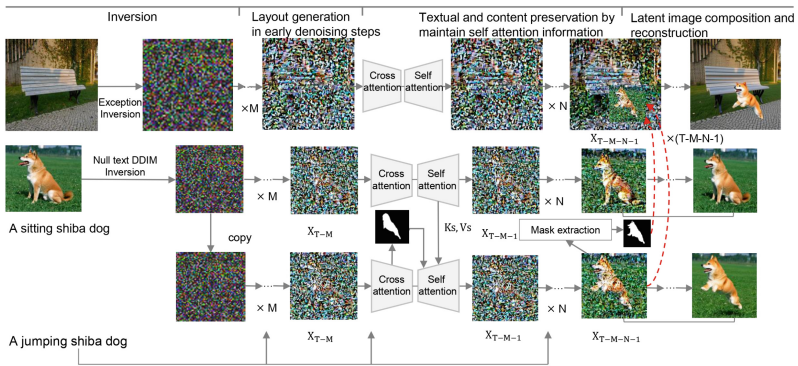 Inversion
Layout generation
in early denoising steps
Textual and content preservation by
maintain self attention information
Latent image composition and
reconstruction
Exception
Inversion
×M
Cross
attention
Self
attention
× N
X_{T−M−N−1}
×(T-M-N-1)
Null text DDIM
Inversion
× M
Cross
attention
Self
attention
× N
A sitting shiba dog
X_{T−M}
Ks, Vs
X_{T−M−1}
Mask extraction
copy
× M
Cross
attention
Self
attention
× N
X_{T−M}
X_{T−M−1}
X_{T−M−N−1}
A jumping shiba dog